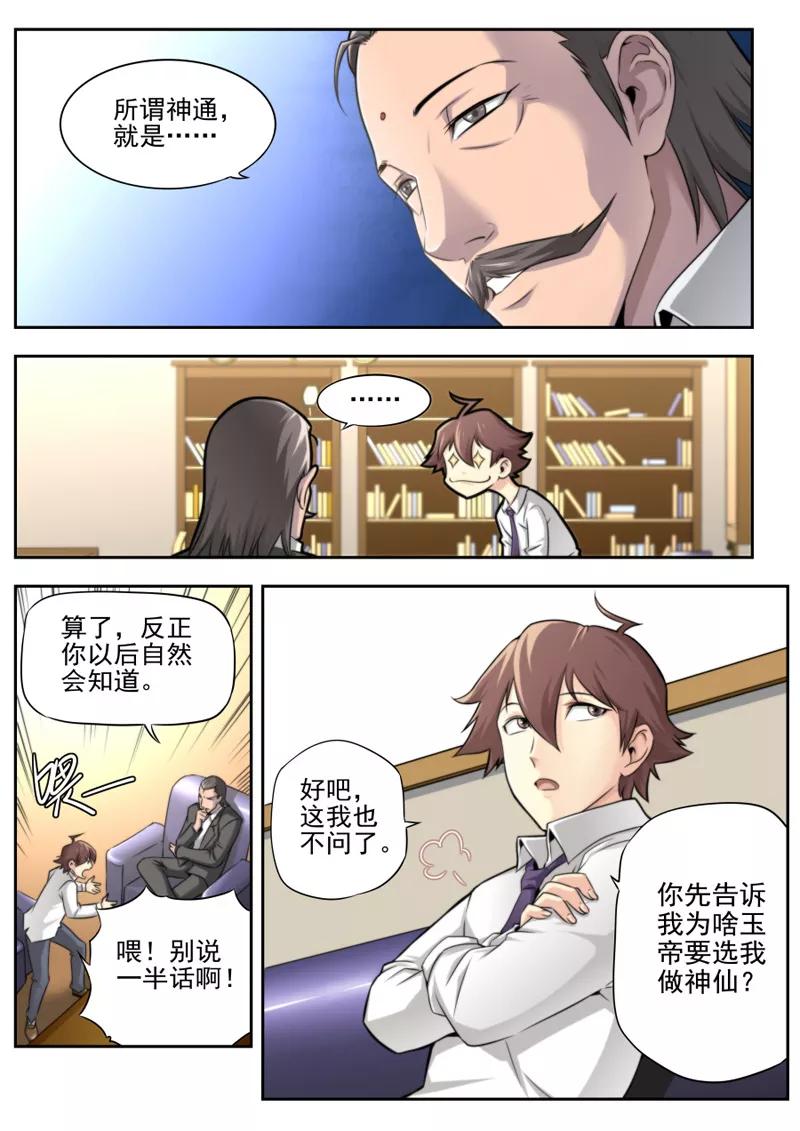 所谓神通，
就是……
……
算了，反正
你以后自然
会知道。
喂！别说
一半话啊！
好吧，
这我也
不问了。
你先告诉
我为啥玉
帝要选我
做神仙？